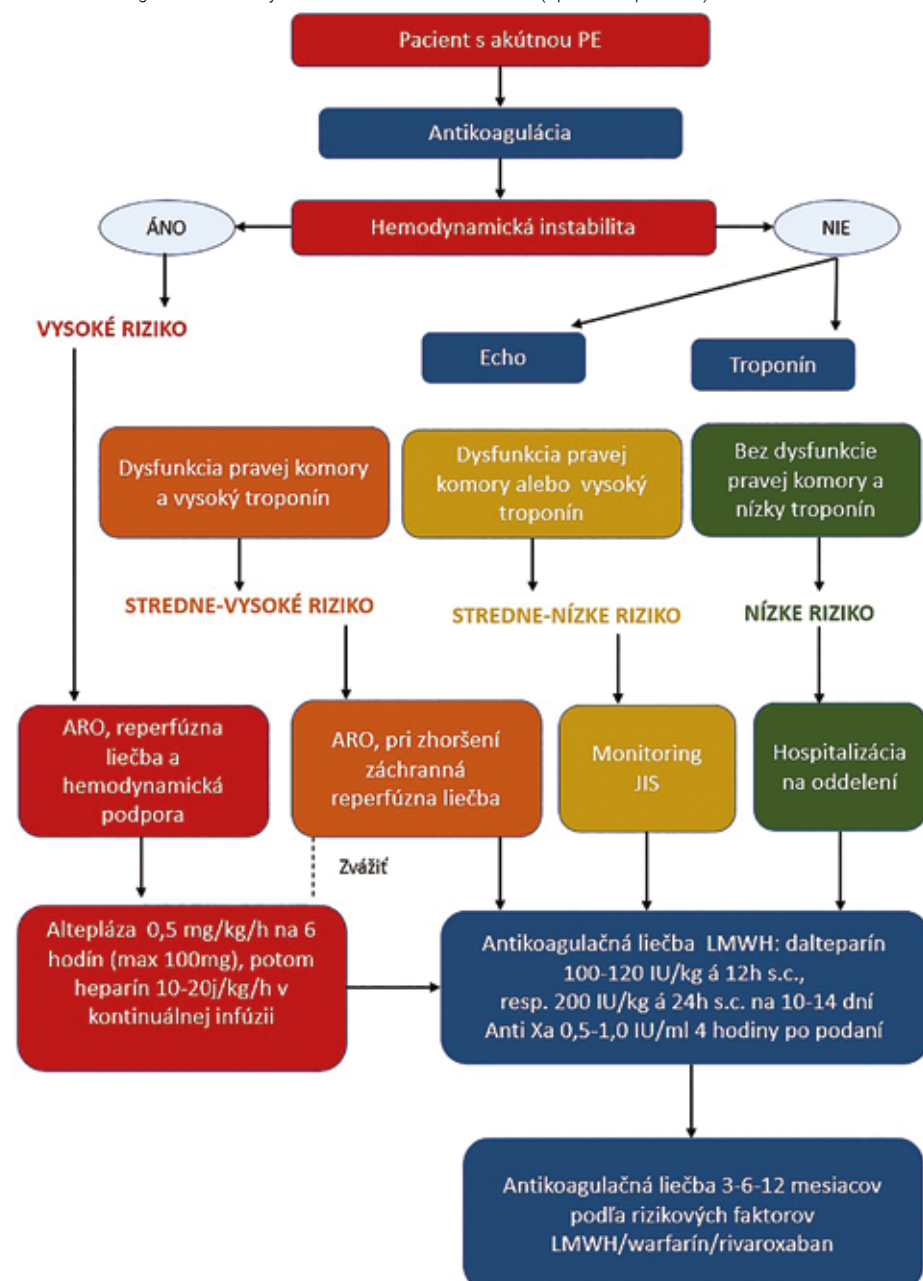 Pacient s akútnou PE
Antikoagulácia
Hemodynamická instabilita
ÁNO
NIE
VYSOKÉ RIZIKO
Echo
Troponín
Dysfunkcia pravej komory
a vysoký troponín
Dysfunkcia pravej
komory alebo vysoký
troponín
Bez dysfunkcie
pravej komory a
nízky troponín
STREDNE-VYSOKÉ RIZIKO
STREDNE-NÍZKE RIZIKO
NÍZKE RIZIKO
ARO, reperfúzna
liečba a
hemodynamická
podpora
ARO, pri zhoršení
záchranná
reperfúzna liečba
Monitoring
JIS
Hospitalizácia
na oddelení
Zvážiť
Altepláza 0,5 mg/kg/h na 6
hodín (max 100mg), potom
heparín 10-20j/kg/h v
kontinuálnej infúzii
Antikoagulačná liečba LMWH: dalteparín
100-120 IU/kg á 12h s.c.,
resp. 200 IU/kg á 24h s.c. na 10-14 dní
Anti Xa 0,5-1,0 IU/ml 4 hodiny po podaní
Antikoagulačná liečba 3-6-12 mesiacov
podľa rizikových faktorov
LMWH/warfarín/rivaroxaban